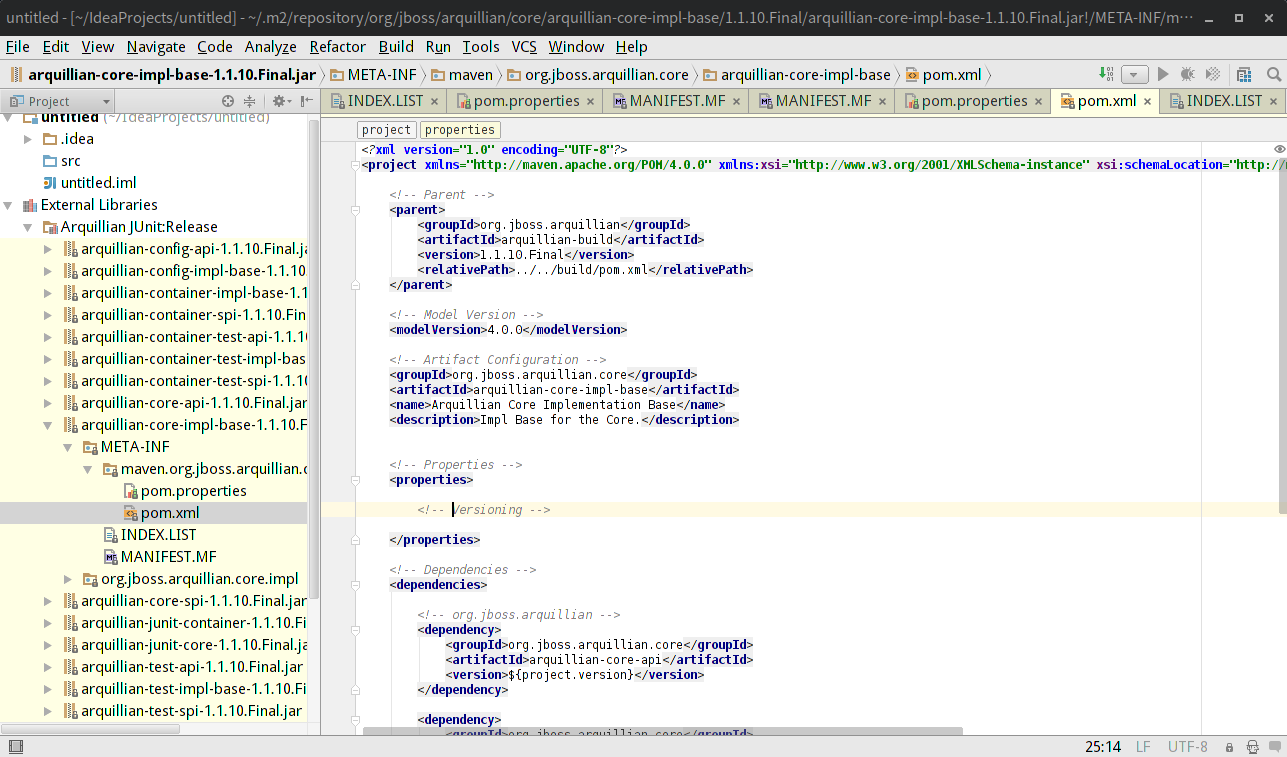 untitled - [~/IdeaProjects/untitled] - ~/.m2/repository/org/jboss/arquillian/core/arquillian-core-impl-base/1.1.10.Final/arquillian-core-impl-base-1.1.10.Final.jar!/META-INF/m···
File Edit View Navigate Code Analyze Refactor Build Run Tools VCS Window Help
arquillian-core-impl-base-1.1.10.Final.jar META-INF maven org.jboss.arquillian.core arquillian-core-impl-base pom.xml
Project INDEX.LIST pom.properties MANIFEST.MF MANIFEST.MF pom.properties pom.xml INDEX.LIST
untitled (~/IdeaProjects/untitled)
.idea
src
untitled.iml
External Libraries
Arquillian JUnit:Release
arquillian-config-api-1.1.10.Final.ja
arquillian-config-impl-base-1.1.10.
arquillian-container-impl-base-1.1
arquillian-container-spi-1.1.10.Fin
arquillian-container-test-api-1.1.10
arquillian-container-test-impl-bas
arquillian-container-test-spi-1.1.10
arquillian-core-api-1.1.10.Final.jar
arquillian-core-impl-base-1.1.10.F
META-INF
maven.org.jboss.arquillian.c
pom.properties
pom.xml
INDEX.LIST
MANIFEST.MF
org.jboss.arquillian.core.impl
arquillian-core-spi-1.1.10.Final.jar
arquillian-junit-container-1.1.10.Fi
arquillian-junit-core-1.1.10.Final.ja
arquillian-test-api-1.1.10.Final.jar
arquillian-test-impl-base-1.1.10.Fi
arquillian-test-spi-1.1.10.Final.jar
project properties
<?xml version="1.0" encoding="UTF-8"?>
<project xmlns="http://maven.apache.org/POM/4.0.0" xmlns:xsi="http://www.w3.org/2001/XMLSchema-instance" xsi:schemaLocation="http://
<!-- Parent -->
<parent>
<groupId>org.jboss.arquillian</groupId>
<artifactId>arquillian-build</artifactId>
<version>1.1.10.Final</version>
<relativePath>../../build/pom.xml</relativePath>
</parent>
<!-- Model Version -->
<modelVersion>4.0.0</modelVersion>
<!-- Artifact Configuration -->
<groupId>org.jboss.arquillian.core</groupId>
<artifactId>arquillian-core-impl-base</artifactId>
<name>Arquillian Core Implementation Base</name>
<description>Impl Base for the Core.</description>
<!-- Properties -->
<properties>
<!-- Versioning -->
</properties>
<!-- Dependencies -->
<dependencies>
<!-- org.jboss.arquillian -->
<dependency>
<groupId>org.jboss.arquillian.core</groupId>
<artifactId>arquillian-core-api</artifactId>
<version>${project.version}</version>
</dependency>
<dependency>
<groupId>org.jboss.arquillian.core</groupId>
25:14 LF UTF-8